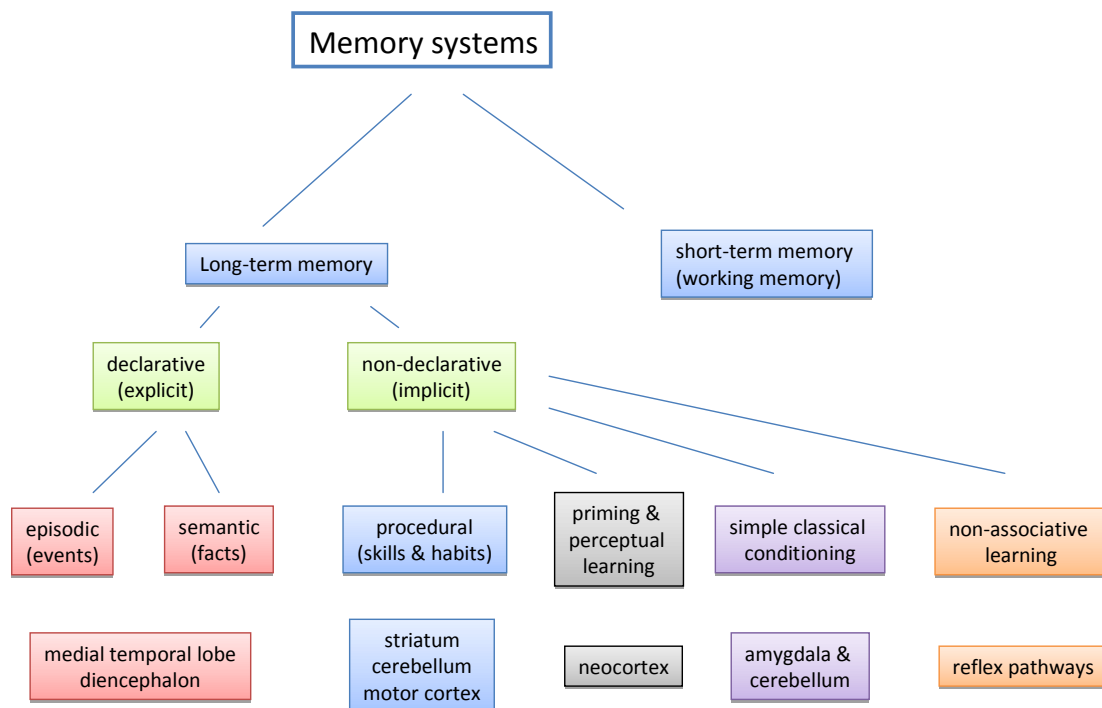 Memory systems
Long-term memory
short-term memory
(working memory)
declarative
(explicit)
non-declarative
(implicit)
episodic
(events)
semantic
(facts)
procedural
(skills & habits)
priming &
perceptual
learning
simple classical
conditioning
non-associative
learning
medial temporal lobe
diencephalon
striatum
cerebellum
motor cortex
neocortex
amygdala &
cerebellum
reflex pathways